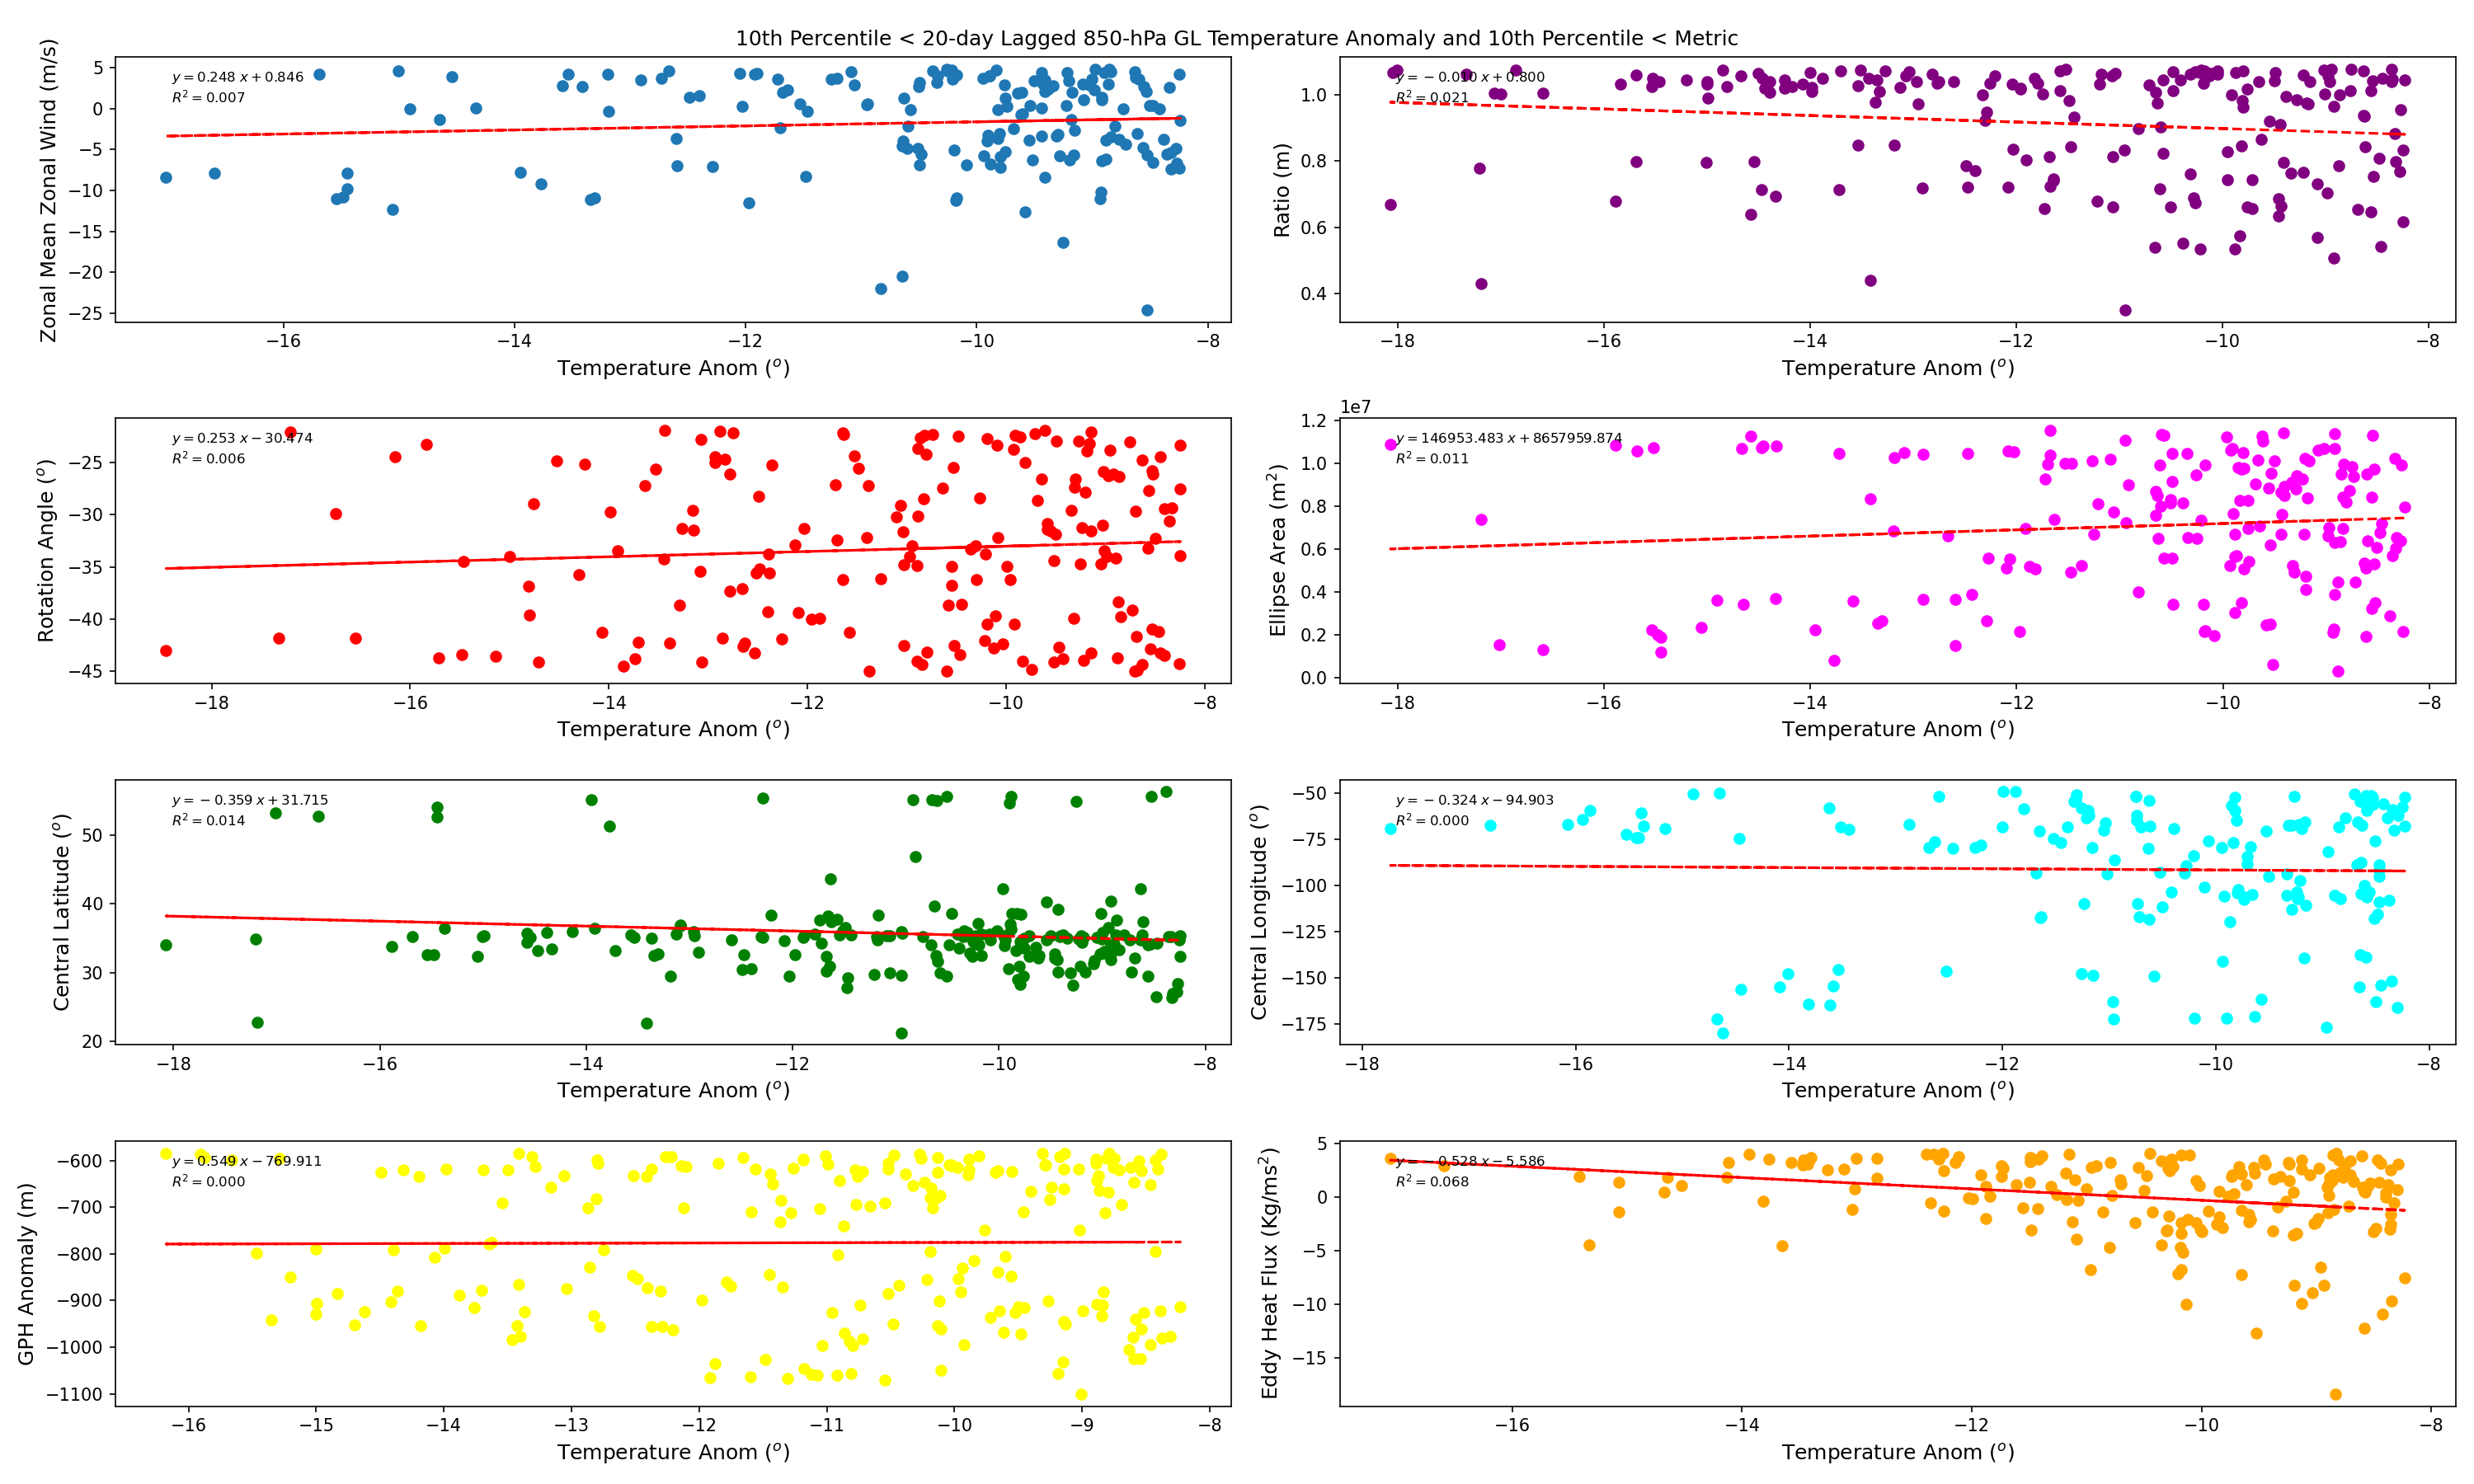 10th Percentile < 20-day Lagged 850-hPa GL Temperature Anomaly and 10th Percentile < Metric
y = 0.248 x + 0.846
R² = 0.007
5
0
−5
−10
−15
−20
−25
Zonal Mean Zonal Wind (m/s)
−16 −14 −12 −10 −8
Temperature Anom (°)
y = −0.010 x + 0.800
R² = 0.021
1.0
0.8
0.6
0.4
Ratio (m)
−18 −16 −14 −12 −10 −8
Temperature Anom (°)
y = 0.253 x − 30.474
R² = 0.006
−25
−30
−35
−40
−45
Rotation Angle (°)
−18 −16 −14 −12 −10 −8
Temperature Anom (°)
1e7
y = 146953.483 x + 8657959.874
R² = 0.011
1.2
1.0
0.8
0.6
0.4
0.2
0.0
Ellipse Area (m²)
−18 −16 −14 −12 −10 −8
Temperature Anom (°)
y = −0.359 x + 31.715
R² = 0.014
50
40
30
20
Central Latitude (°)
−18 −16 −14 −12 −10 −8
Temperature Anom (°)
y = −0.324 x − 94.903
R² = 0.000
−50
−75
−100
−125
−150
−175
Central Longitude (°)
−18 −16 −14 −12 −10 −8
Temperature Anom (°)
y = 0.549 x − 769.911
R² = 0.000
−600
−700
−800
−900
−1000
−1100
GPH Anomaly (m)
−16 −15 −14 −13 −12 −11 −10 −9 −8
Temperature Anom (°)
y = −0.528 x − 5.586
R² = 0.068
5
0
−5
−10
−15
Eddy Heat Flux (Kg/ms²)
−16 −14 −12 −10 −8
Temperature Anom (°)